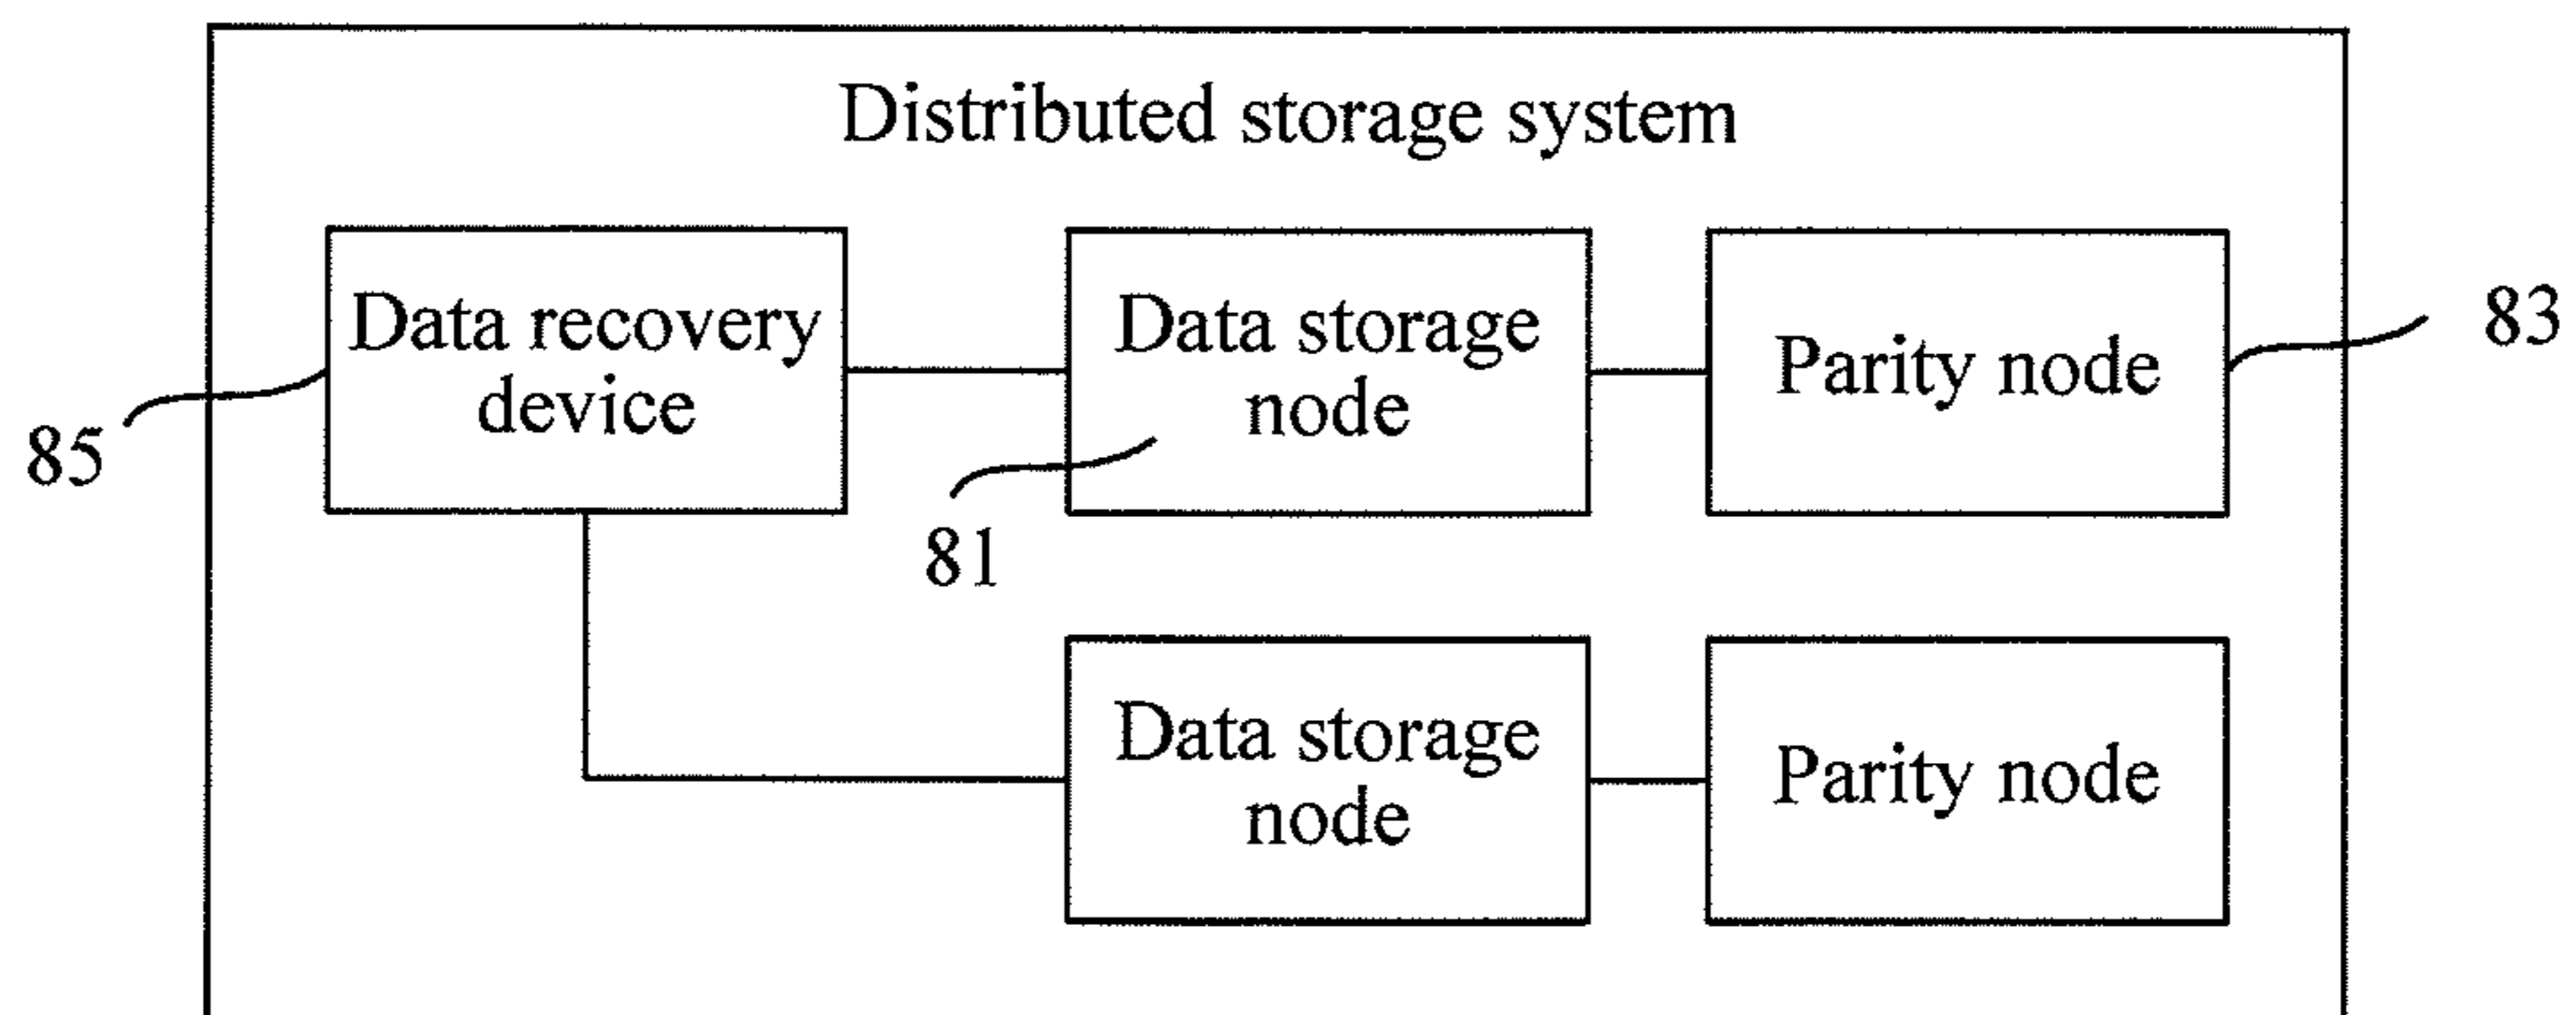 Distributed storage system
Data recovery
device
Data storage
node
Parity node
83
85
81
Data storage
node
Parity node